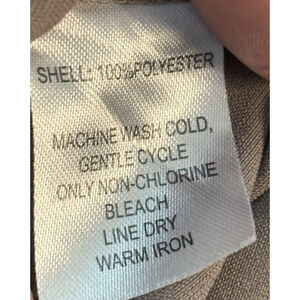 SHELL: 100%POLYESTER
MACHINE WASH COLD,
GENTLE CYCLE
ONLY NON-CHLORINE
BLEACH
LINE DRY
WARM IRON